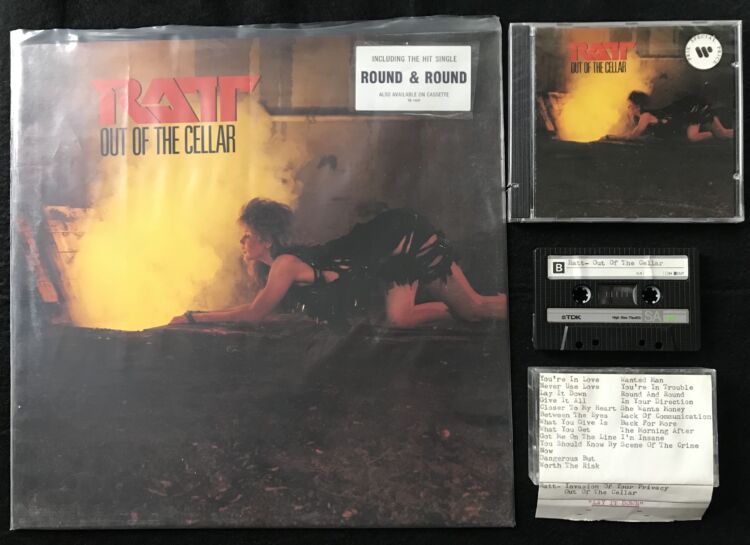 RATT
OUT OF THE CELLAR
INCLUDING THE HIT SINGLE
ROUND & ROUND
ALSO AVAILABLE ON CASSETTE
RATT
OUT OF THE CELLAR
B Ratt- Out Of The Cellar
TDK SA
You're In Love Wanted Man
Never Use Love You're In Trouble
Lay It Down Round And Round
Give It All In Your Direction
Closer To My Heart She Wants Money
Between The Eyes Lack Of Communication
What You Give Is Back For More
What You Get The Morning After
Got Me On The Line I'm Insane
You Should Know By Scene Of The Crime
Now
Dangerous But
Worth The Risk
Ratt- Invasion Of Your Privacy
Out Of The Cellar
"LAY IT DOWN"